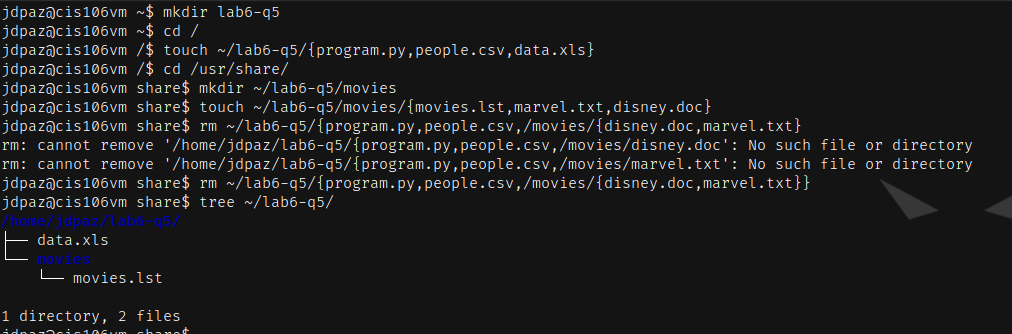 jdpaz@cis106vm ~$ mkdir lab6-q5
jdpaz@cis106vm ~$ cd /
jdpaz@cis106vm /$ touch ~/lab6-q5/{program.py,people.csv,data.xls}
jdpaz@cis106vm /$ cd /usr/share/
jdpaz@cis106vm share$ mkdir ~/lab6-q5/movies
jdpaz@cis106vm share$ touch ~/lab6-q5/movies/{movies.lst,marvel.txt,disney.doc}
jdpaz@cis106vm share$ rm ~/lab6-q5/{program.py,people.csv,/movies/{disney.doc,marvel.txt}
rm: cannot remove '/home/jdpaz/lab6-q5/{program.py,people.csv,/movies/disney.doc': No such file or directory
rm: cannot remove '/home/jdpaz/lab6-q5/{program.py,people.csv,/movies/marvel.txt': No such file or directory
jdpaz@cis106vm share$ rm ~/lab6-q5/{program.py,people.csv,/movies/{disney.doc,marvel.txt}}
jdpaz@cis106vm share$ tree ~/lab6-q5/
/home/jdpaz/lab6-q5/
├── data.xls
└── movies
    └── movies.lst
1 directory, 2 files
jdpaz@cis106vm share$